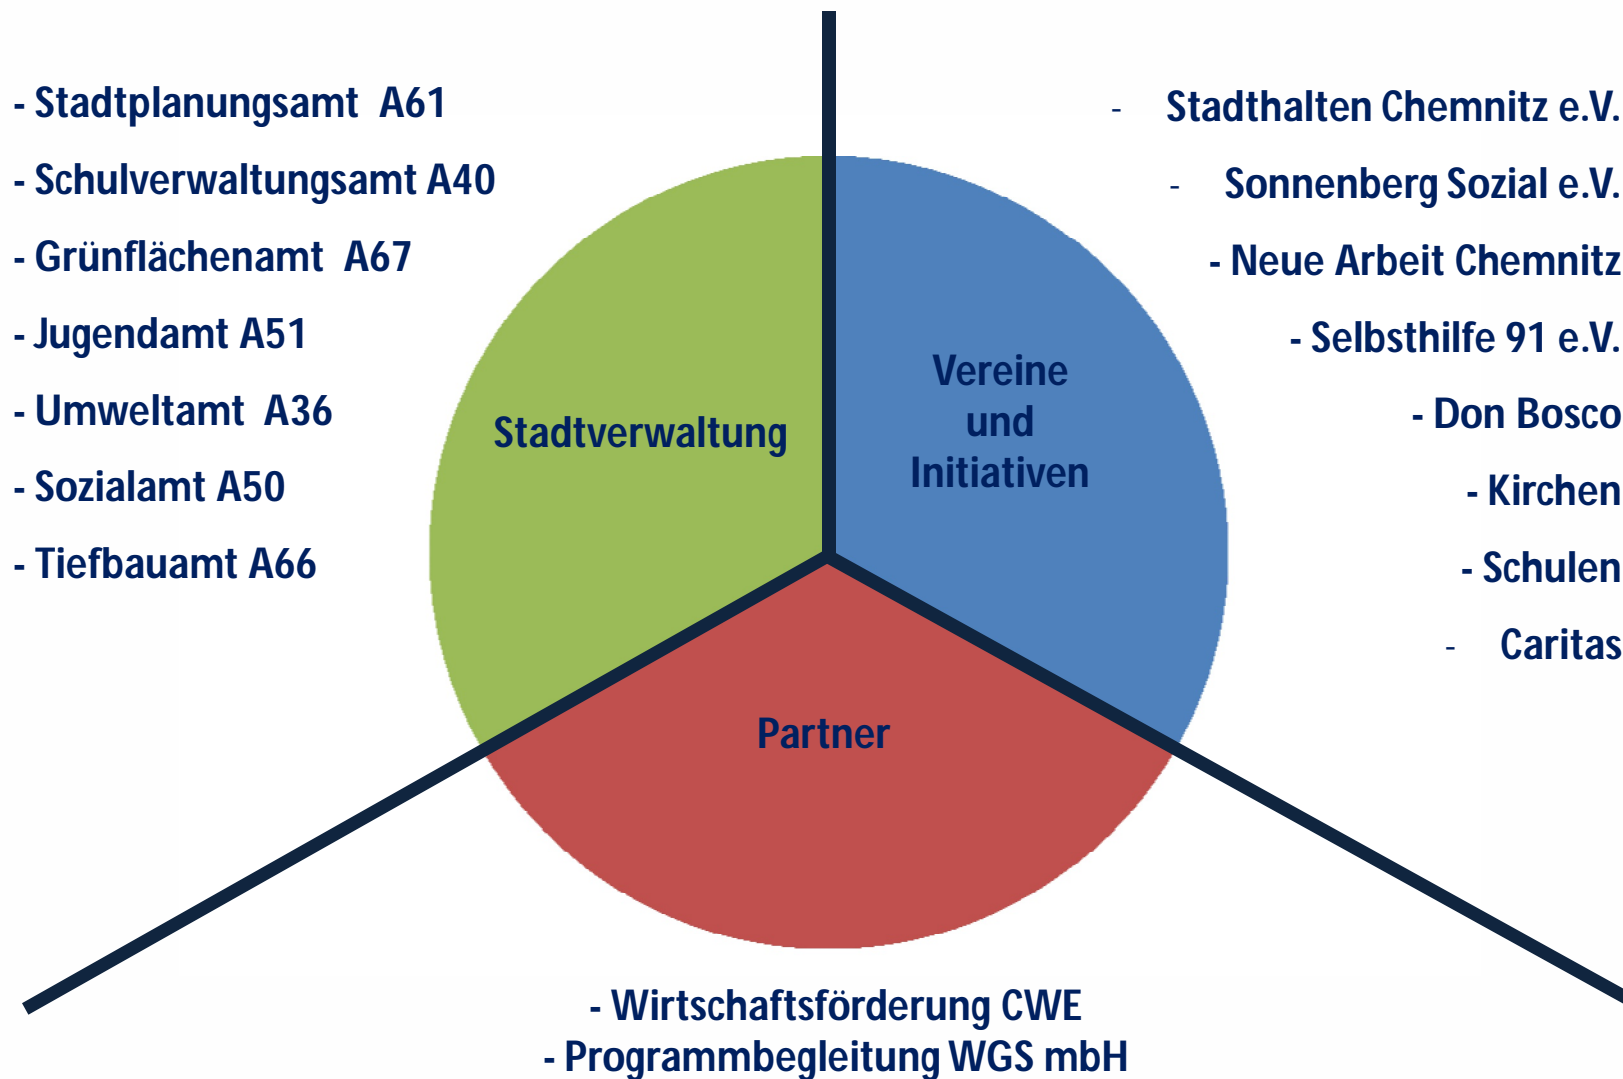 - Stadtplanungsamt A61
- Schulverwaltungsamt A40
- Grünflächenamt A67
- Jugendamt A51
- Umweltamt A36
- Sozialamt A50
- Tiefbauamt A66
Stadtverwaltung
Vereine
und
Initiativen
- Stadthalten Chemnitz e.V.
- Sonnenberg Sozial e.V.
- Neue Arbeit Chemnitz
- Selbsthilfe 91 e.V.
- Don Bosco
- Kirchen
- Schulen
- Caritas
Partner
- Wirtschaftsförderung CWE
- Programmbegleitung WGS mbH